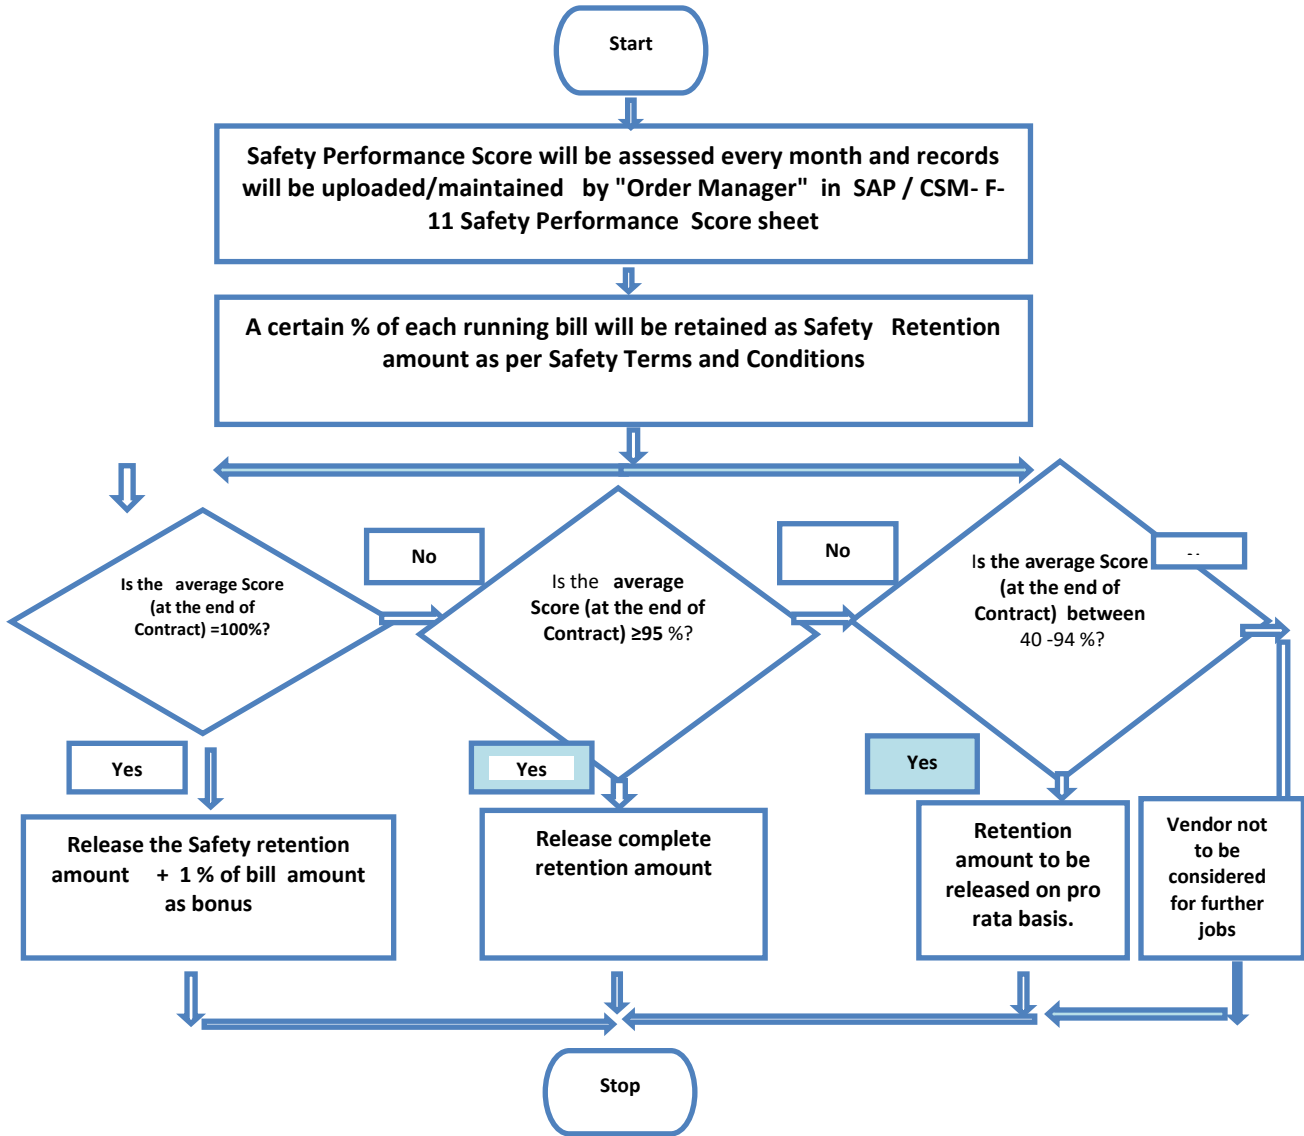 Start
Safety Performance Score will be assessed every month and records
will be uploaded/maintained by "Order Manager" in SAP / CSM- F-
11 Safety Performance Score sheet
A certain % of each running bill will be retained as Safety Retention
amount as per Safety Terms and Conditions
Is the average Score
(at the end of
Contract) =100%?
No
Is the average
Score (at the end of
Contract) ≥95 %?
No
Is the average Score
(at the end of
Contract) between
40 -94 %?
Yes
Yes
Yes
Release the Safety retention
amount + 1 % of bill amount
as bonus
Release complete
retention amount
Retention
amount to be
released on pro
rata basis.
Vendor not
to be
considered
for further
jobs
Stop